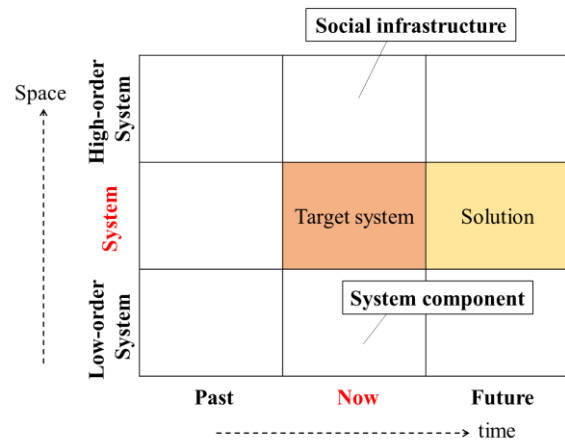 Social infrastructure
Space
High-order
System
System
Target system
Solution
Low-order
System
System component
Past
Now
Future
time